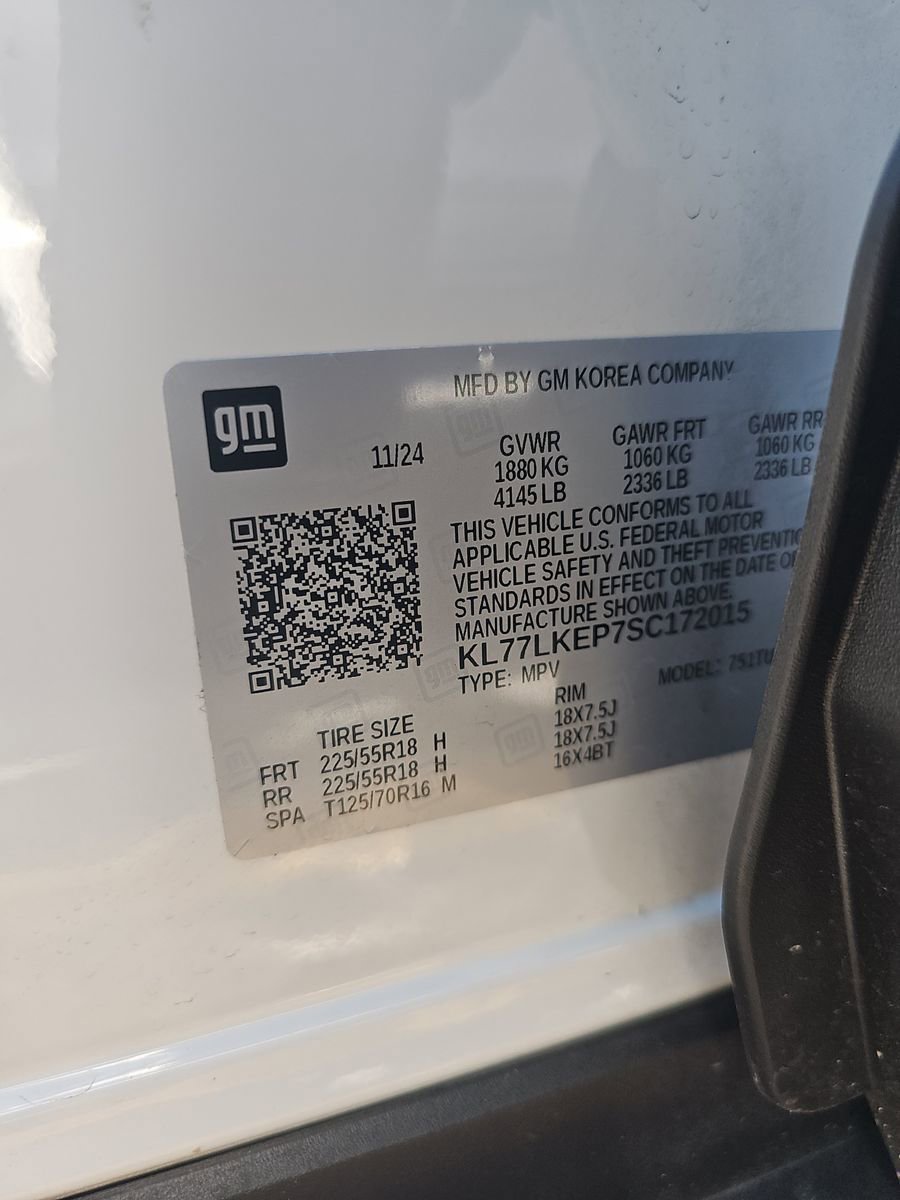 gm
MFD BY GM KOREA COMPANY
11/24
GVWR GAWR FRT GAWR RR
1880 KG 1060 KG 1060 KG
4145 LB 2336 LB 2336 LB
THIS VEHICLE CONFORMS TO ALL
APPLICABLE U.S. FEDERAL MOTOR
VEHICLE SAFETY AND THEFT
STANDARDS IN EFFECT ON THE DATE
MANUFACTURE SHOWN ABOVE.
KL77LKEP7SC172015
TYPE: MPV MODEL:
TIRE SIZE RIM
FRT 225/55R18 H 18X7.5J
RR 225/55R18 H 18X7.5J
SPA T125/70R16 M 16X4BT